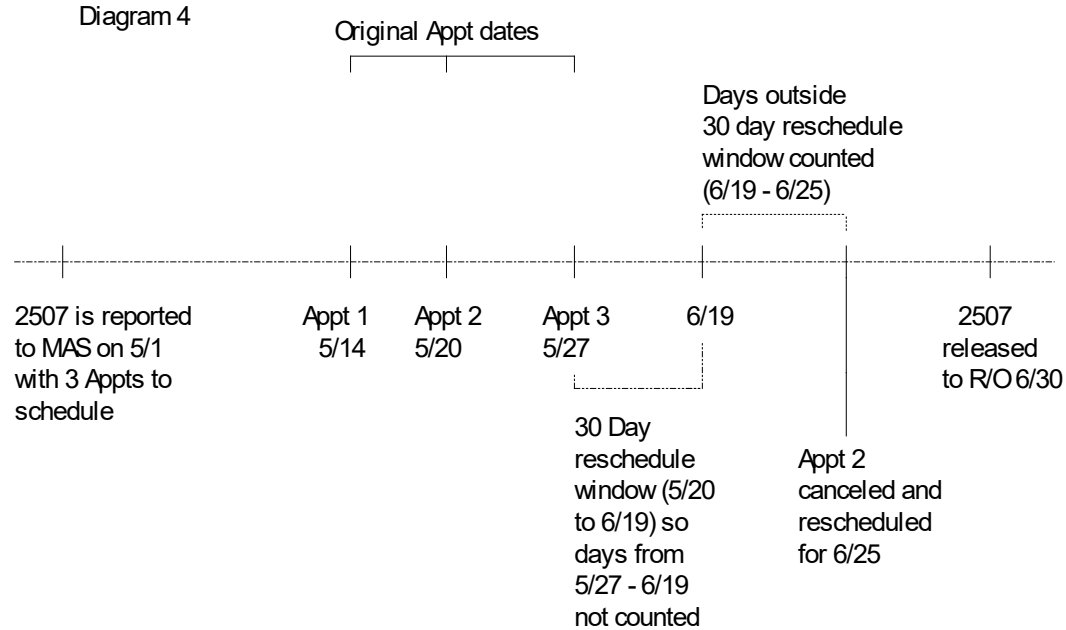 Diagram 4
Original Appt dates
Days outside
30 day reschedule
window counted
(6/19 - 6/25)
2507 is reported
to MAS on 5/1
with 3 Appts to
schedule
Appt 1
5/14
Appt 2
5/20
Appt 3
5/27
6/19
2507
released
to R/O 6/30
30 Day
reschedule
window (5/20
to 6/19) so
days from
5/27 - 6/19
not counted
Appt 2
canceled and
rescheduled
for 6/25